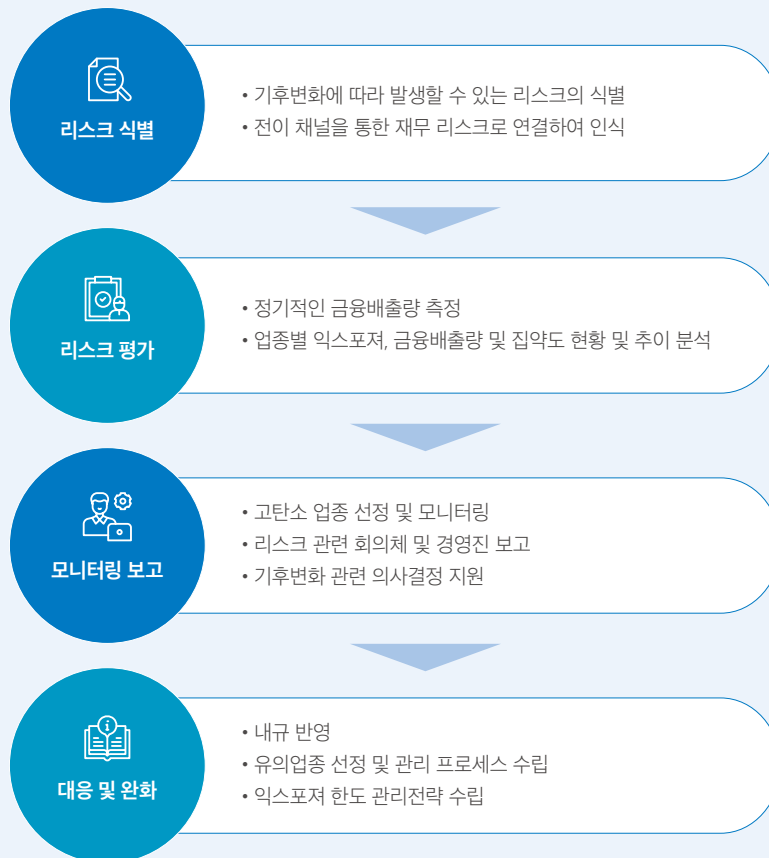 리스크 식별
• 기후변화에 따라 발생할 수 있는 리스크의 식별
• 전이 채널을 통한 재무 리스크로 연결하여 인식
리스크 평가
• 정기적인 금융배출량 측정
• 업종별 익스포져, 금융배출량 및 집약도 현황 및 추이 분석
모니터링 보고
• 고탄소 업종 선정 및 모니터링
• 리스크 관련 회의체 및 경영진 보고
• 기후변화 관련 의사결정 지원
대응 및 완화
• 내규 반영
• 유의업종 선정 및 관리 프로세스 수립
• 익스포져 한도 관리전략 수립